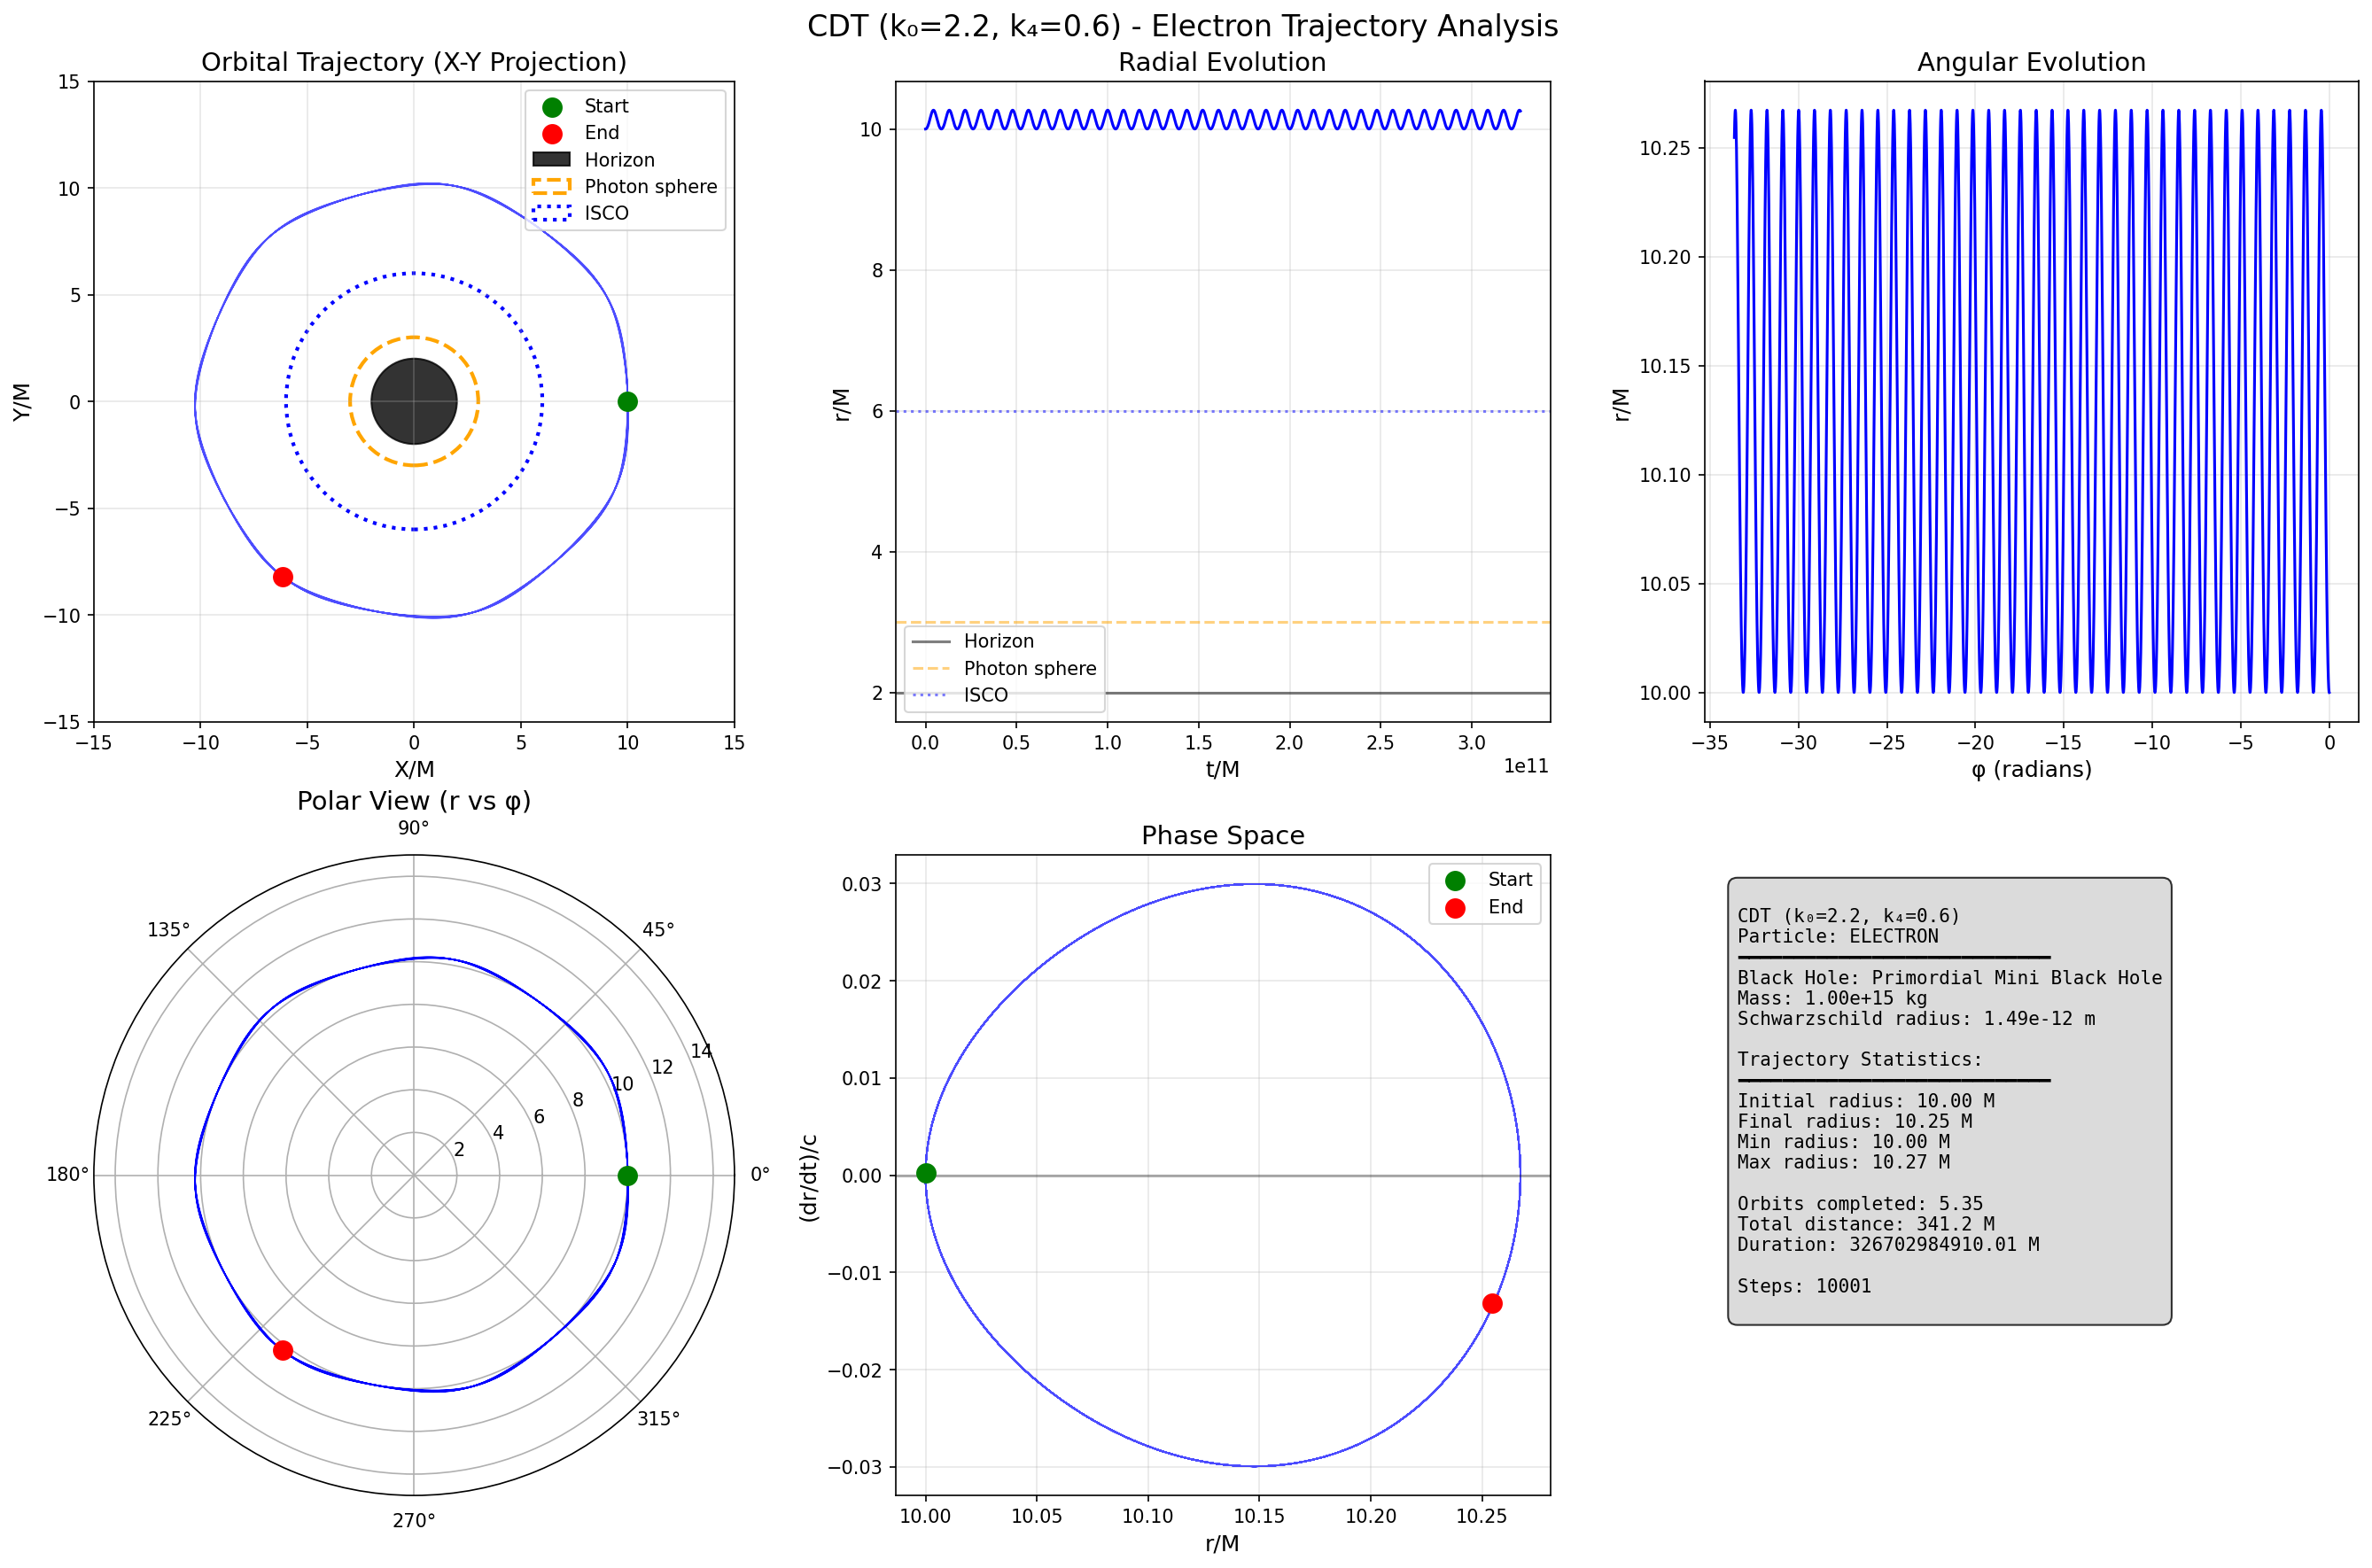 CDT (k₀=2.2, k₄=0.6) - Electron Trajectory Analysis
Orbital Trajectory (X-Y Projection)
Start
End
Horizon
Photon sphere
ISCO
15
10
5
0
−5
−10
−15
Y/M
−15
−10
−5
0
5
10
15
X/M
Radial Evolution
10
8
6
4
2
r/M
Horizon
Photon sphere
ISCO
0.0
0.5
1.0
1.5
2.0
2.5
3.0
1e11
t/M
Angular Evolution
10.25
10.20
10.15
10.10
10.05
10.00
r/M
−35
−30
−25
−20
−15
−10
−5
0
φ (radians)
Polar View (r vs φ)
90°
135°
45°
180°
0°
225°
315°
270°
2
4
6
8
10
12
14
Phase Space
Start
End
0.03
0.02
0.01
0.00
−0.01
−0.02
−0.03
(dr/dt)/c
10.00
10.05
10.10
10.15
10.20
10.25
r/M
CDT (k₀=2.2, k₄=0.6)
Particle: ELECTRON
Black Hole: Primordial Mini Black Hole
Mass: 1.00e+15 kg
Schwarzschild radius: 1.49e-12 m
Trajectory Statistics:
Initial radius: 10.00 M
Final radius: 10.25 M
Min radius: 10.00 M
Max radius: 10.27 M
Orbits completed: 5.35
Total distance: 341.2 M
Duration: 326702984910.01 M
Steps: 10001